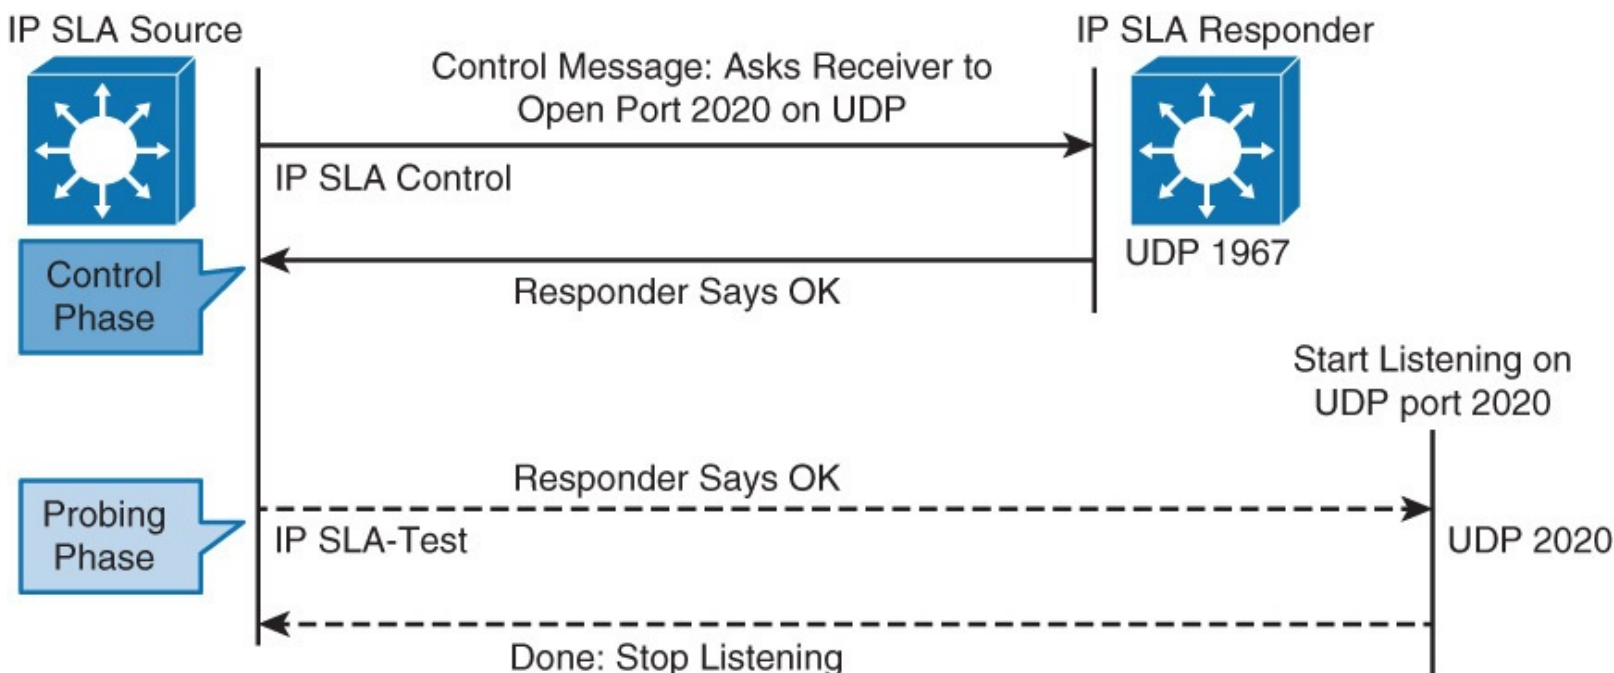 IP SLA Source
IP SLA Responder
Control Message: Asks Receiver to
Open Port 2020 on UDP
IP SLA Control
UDP 1967
Control
Phase
Responder Says OK
Start Listening on
UDP port 2020
Responder Says OK
Probing
Phase
IP SLA-Test
UDP 2020
Done: Stop Listening